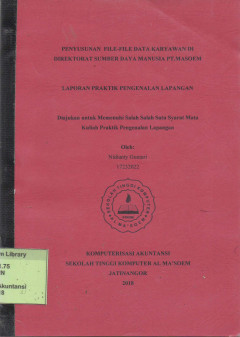 PENYUSUNAN FILE-FILE DATA KARYAWAN DI
DIREKTORAT SUMBER DAYA MANUSIA PT.MASOEM
LAPORAN PRAKTIK PENGENALAN LAPANGAN
Diajukan untuk Memenuhi Salah Salah Satu Syarat Mata
Kuliah Praktik Pengenalan Lapangan
Oleh:
KOMPUTERISASI AKUNTANSI
SEKOLAH TINGGI KOMPUTER AL MA'SOEM
JATINANGOR
Library
Akuntansi